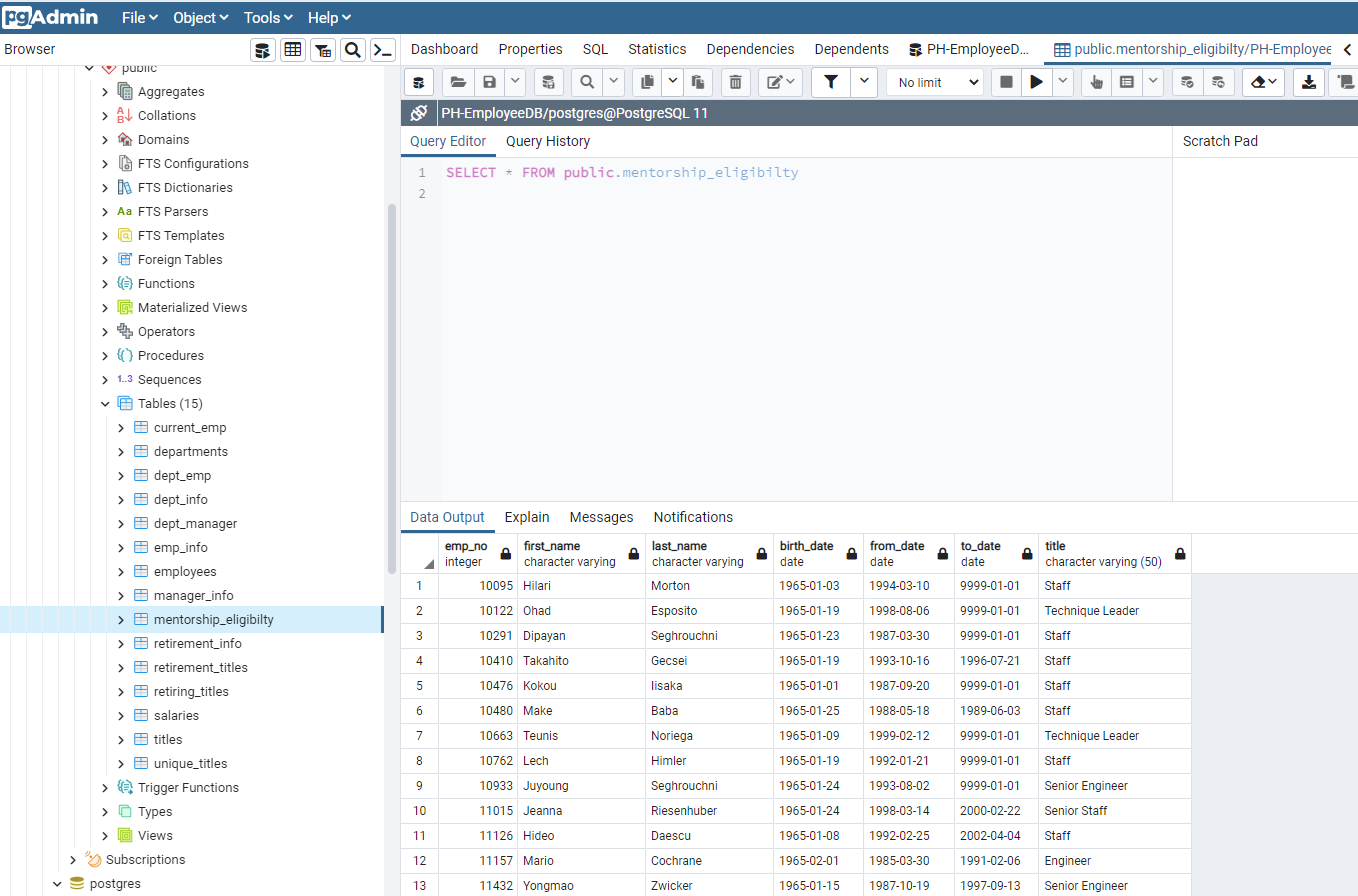 pgAdmin File Object Tools Help
Browser
Dashboard Properties SQL Statistics Dependencies Dependents PH-EmployeeD... public.mentorship_eligibilty/PH-Employee
public
Aggregates
Collations
Domains
FTS Configurations
FTS Dictionaries
Aa FTS Parsers
FTS Templates
Foreign Tables
Functions
Materialized Views
Operators
Procedures
1..3 Sequences
Tables (15)
current_emp
departments
dept_emp
dept_info
dept_manager
emp_info
employees
manager_info
mentorship_eligibilty
retirement_info
retirement_titles
retiring_titles
salaries
titles
unique_titles
Trigger Functions
Types
Views
Subscriptions
postgres
No limit
PH-EmployeeDB/postgres@PostgreSQL 11
Query Editor Query History
Scratch Pad
1 SELECT * FROM public.mentorship_eligibilty
2
Data Output Explain Messages Notifications
emp_no first_name last_name birth_date from_date to_date title
integer character varying character varying date date date character varying (50)
1 10095 Hilari Morton 1965-01-03 1994-03-10 9999-01-01 Staff
2 10122 Ohad Esposito 1965-01-19 1998-08-06 9999-01-01 Technique Leader
3 10291 Dipayan Seghrouchni 1965-01-23 1987-03-30 9999-01-01 Staff
4 10410 Takahito Gecsei 1965-01-19 1993-10-16 1996-07-21 Staff
5 10476 Kokou Iisaka 1965-01-01 1987-09-20 9999-01-01 Staff
6 10480 Make Baba 1965-01-25 1988-05-18 1989-06-03 Staff
7 10663 Teunis Noriega 1965-01-09 1999-02-12 9999-01-01 Technique Leader
8 10762 Lech Himler 1965-01-19 1992-01-21 9999-01-01 Staff
9 10933 Juyoung Seghrouchni 1965-01-24 1993-08-02 9999-01-01 Senior Engineer
10 11015 Jeanna Riesenhuber 1965-01-24 1998-03-14 2000-02-22 Senior Staff
11 11126 Hideo Daescu 1965-01-08 1992-02-25 2002-04-04 Staff
12 11157 Mario Cochrane 1965-02-01 1985-03-30 1991-02-06 Engineer
13 11432 Yongmao Zwicker 1965-01-15 1987-10-19 1997-09-13 Senior Engineer